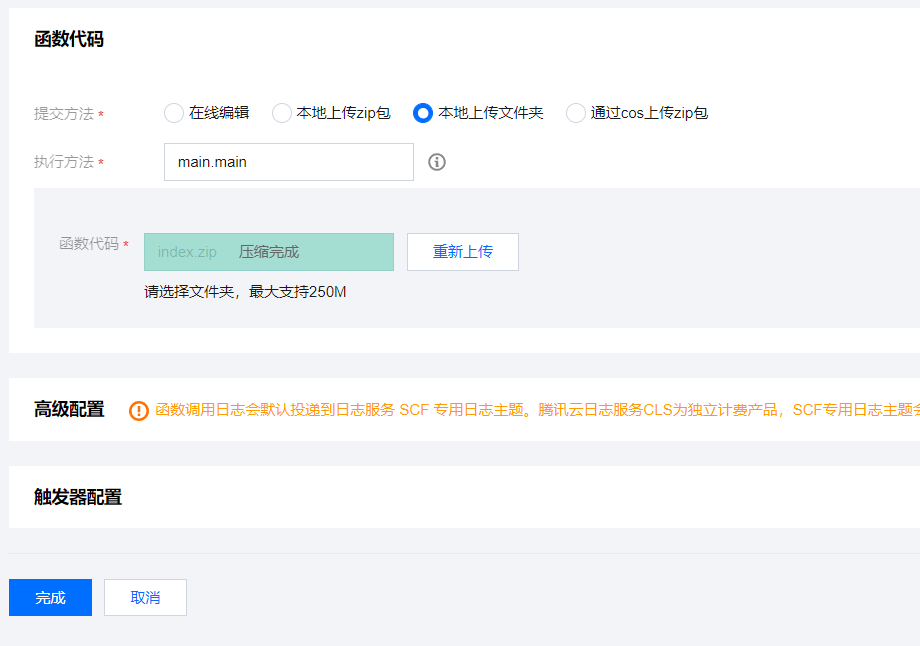 函数代码
提交方法 * 在线编辑 本地上传zip包 本地上传文件夹 通过cos上传zip包
执行方法 * main.main
函数代码 * index.zip 压缩完成 重新上传
请选择文件夹，最大支持250M
高级配置 函数调用日志会默认投递到日志服务 SCF 专用日志主题。腾讯云日志服务CLS为独立计费产品，SCF专用日志主题会
触发器配置
完成 取消